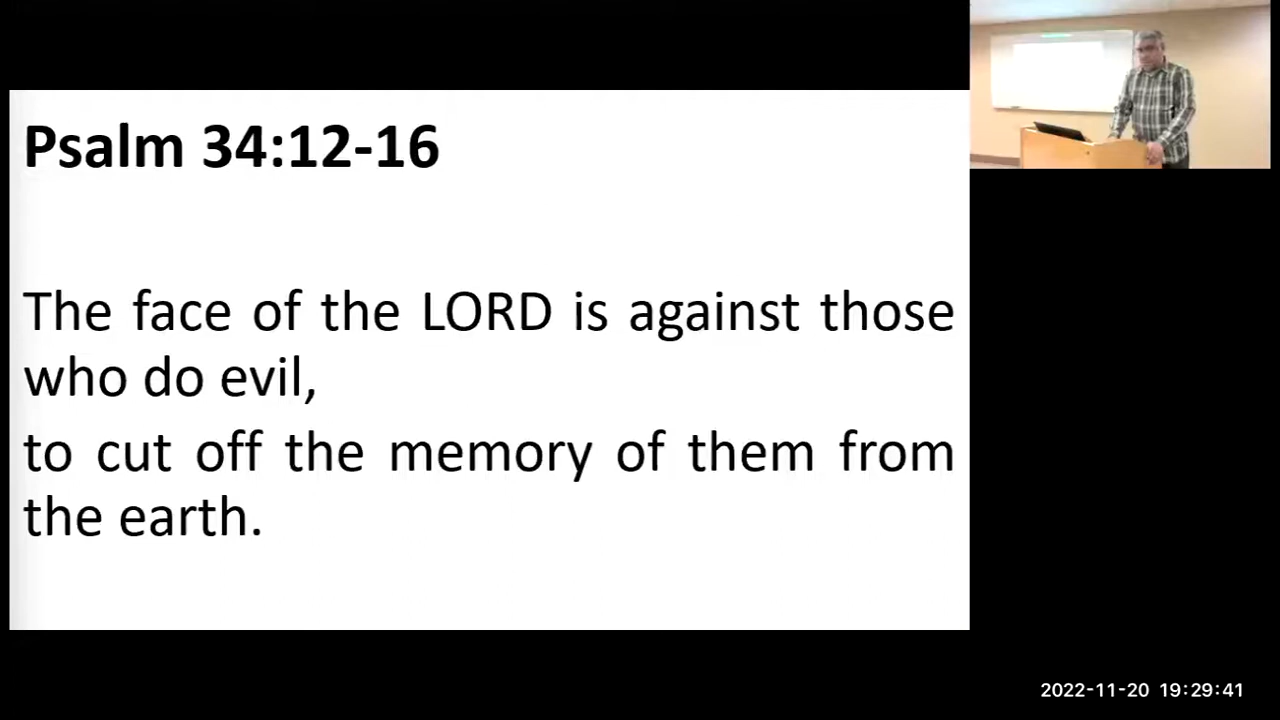 Psalm 34:12-16
The face of the LORD is against those
who do evil,
to cut off the memory of them from
the earth.
2022-11-20 19:29:41